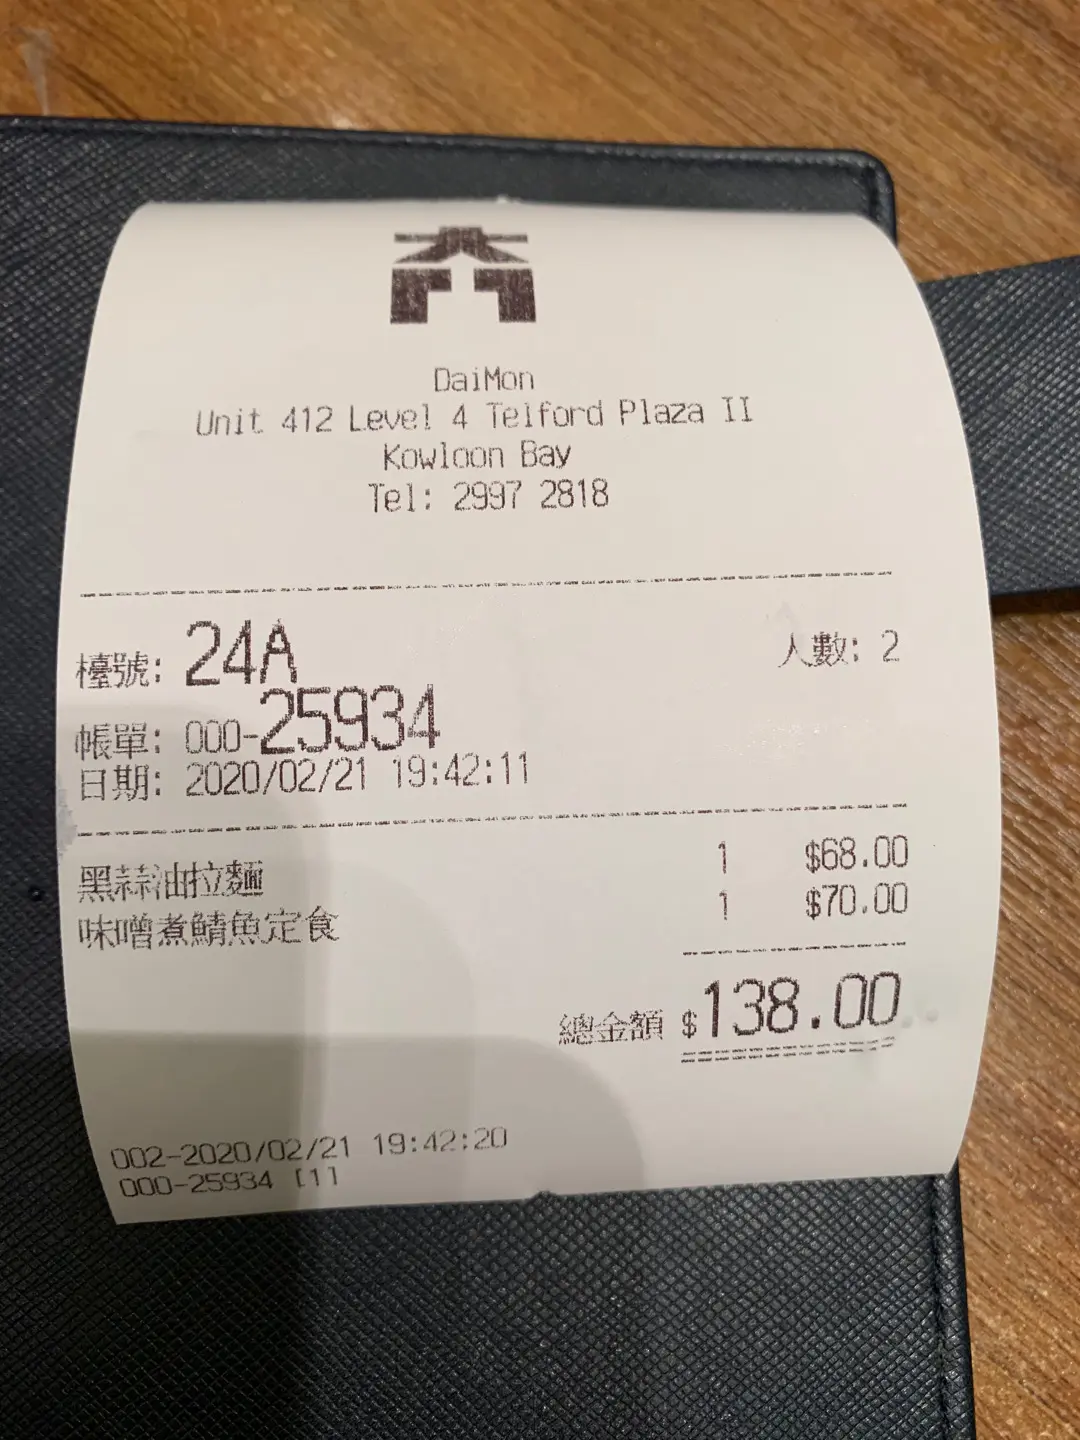 大門
DaiMon
Unit 412 Level 4 Telford Plaza II
Kowloon Bay
Tel: 2997 2818
檯號: 24A 人數: 2
帳單: 000-25934
日期: 2020/02/21 19:42:11
黑蒜油拉麵 1 $68.00
味噌煮鯖魚定食 1 $70.00
總金額 $138.00
002-2020/02/21 19:42:20
000-25934 [1]